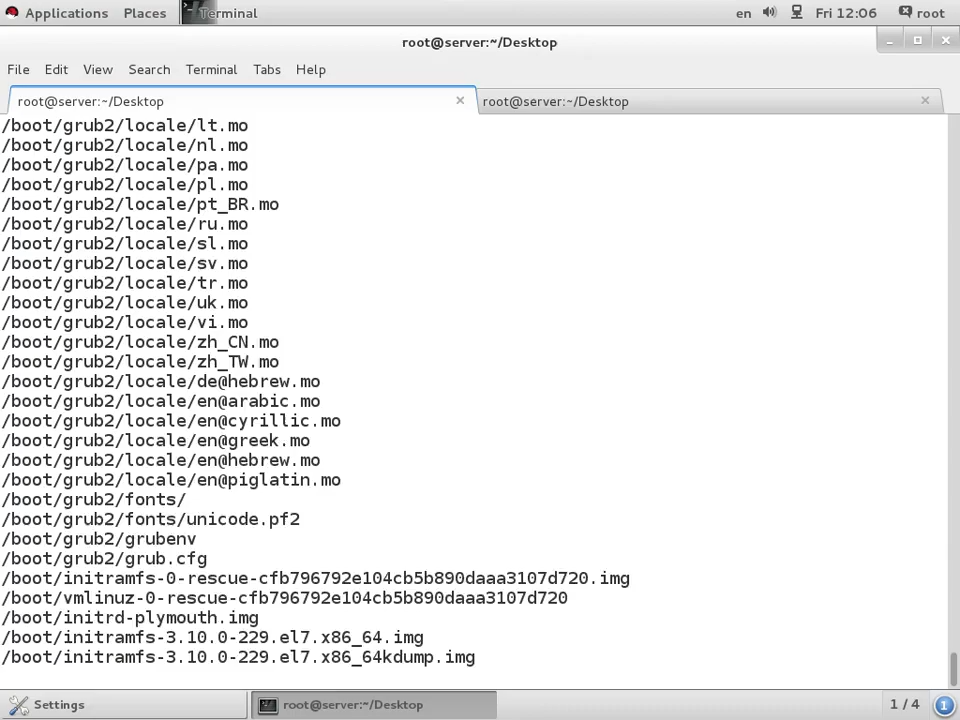 Applications Places Terminal en Fri 12:06 root
root@server:~/Desktop
File Edit View Search Terminal Tabs Help
root@server:~/Desktop root@server:~/Desktop
/boot/grub2/locale/lt.mo
/boot/grub2/locale/nl.mo
/boot/grub2/locale/pa.mo
/boot/grub2/locale/pl.mo
/boot/grub2/locale/pt_BR.mo
/boot/grub2/locale/ru.mo
/boot/grub2/locale/sl.mo
/boot/grub2/locale/sv.mo
/boot/grub2/locale/tr.mo
/boot/grub2/locale/uk.mo
/boot/grub2/locale/vi.mo
/boot/grub2/locale/zh_CN.mo
/boot/grub2/locale/zh_TW.mo
/boot/grub2/locale/de@hebrew.mo
/boot/grub2/locale/en@arabic.mo
/boot/grub2/locale/en@cyrillic.mo
/boot/grub2/locale/en@greek.mo
/boot/grub2/locale/en@hebrew.mo
/boot/grub2/locale/en@piglatin.mo
/boot/grub2/fonts/
/boot/grub2/fonts/unicode.pf2
/boot/grub2/grubenv
/boot/grub2/grub.cfg
/boot/initramfs-0-rescue-cfb796792e104cb5b890daaa3107d720.img
/boot/vmlinuz-0-rescue-cfb796792e104cb5b890daaa3107d720
/boot/initrd-plymouth.img
/boot/initramfs-3.10.0-229.el7.x86_64.img
/boot/initramfs-3.10.0-229.el7.x86_64kdump.img
Settings root@server:~/Desktop 1 / 4 1